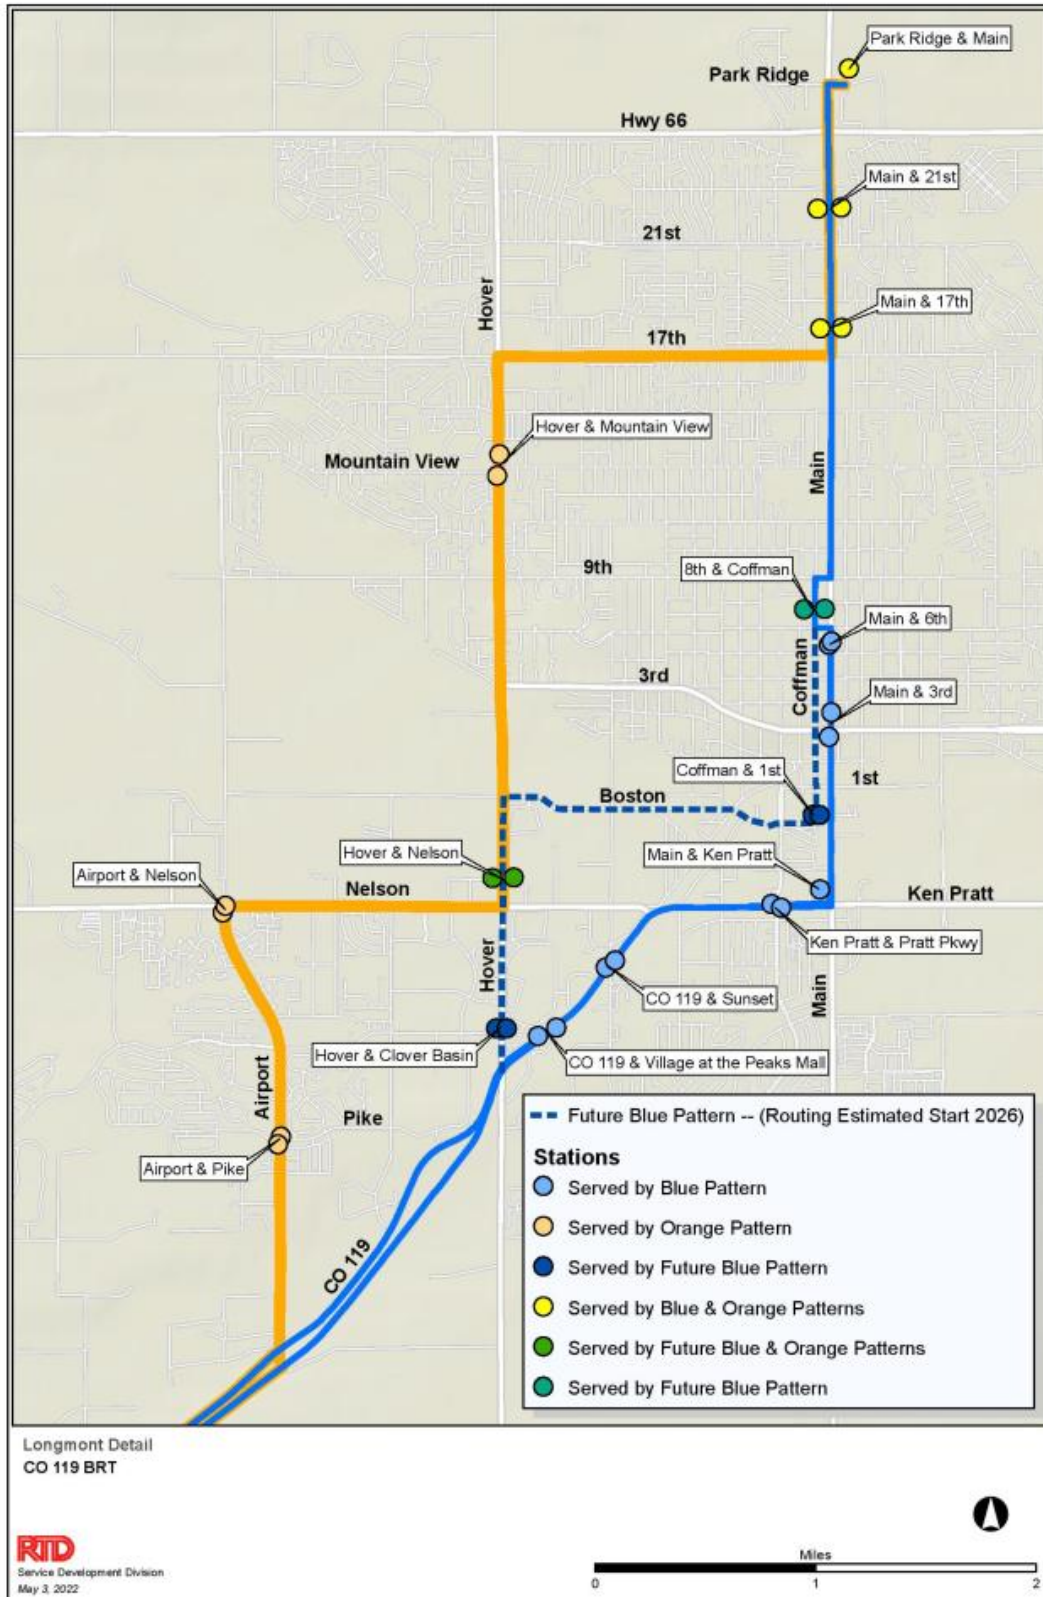 Park Ridge & Main
Park Ridge
Hwy 66
Main & 21st
21st
Hover
Main & 17th
17th
Hover & Mountain View
Mountain View
Main
9th
8th & Coffman
Main & 6th
Coffman
3rd
Main & 3rd
Coffman & 1st
1st
Boston
Hover & Nelson
Main & Ken Pratt
Airport & Nelson
Nelson
Ken Pratt
Ken Pratt & Pratt Pkwy
Hover
Main
CO 119 & Sunset
Hover & Clover Basin
CO 119 & Village at the Peaks Mall
Airport
Pike
Airport & Pike
CO 119
Future Blue Pattern -- (Routing Estimated Start 2026)
Stations
Served by Blue Pattern
Served by Orange Pattern
Served by Future Blue Pattern
Served by Blue & Orange Patterns
Served by Future Blue & Orange Patterns
Served by Future Blue Pattern
Longmont Detail
CO 119 BRT
RTD
Service Development Division
May 3, 2022
Miles
0 1 2